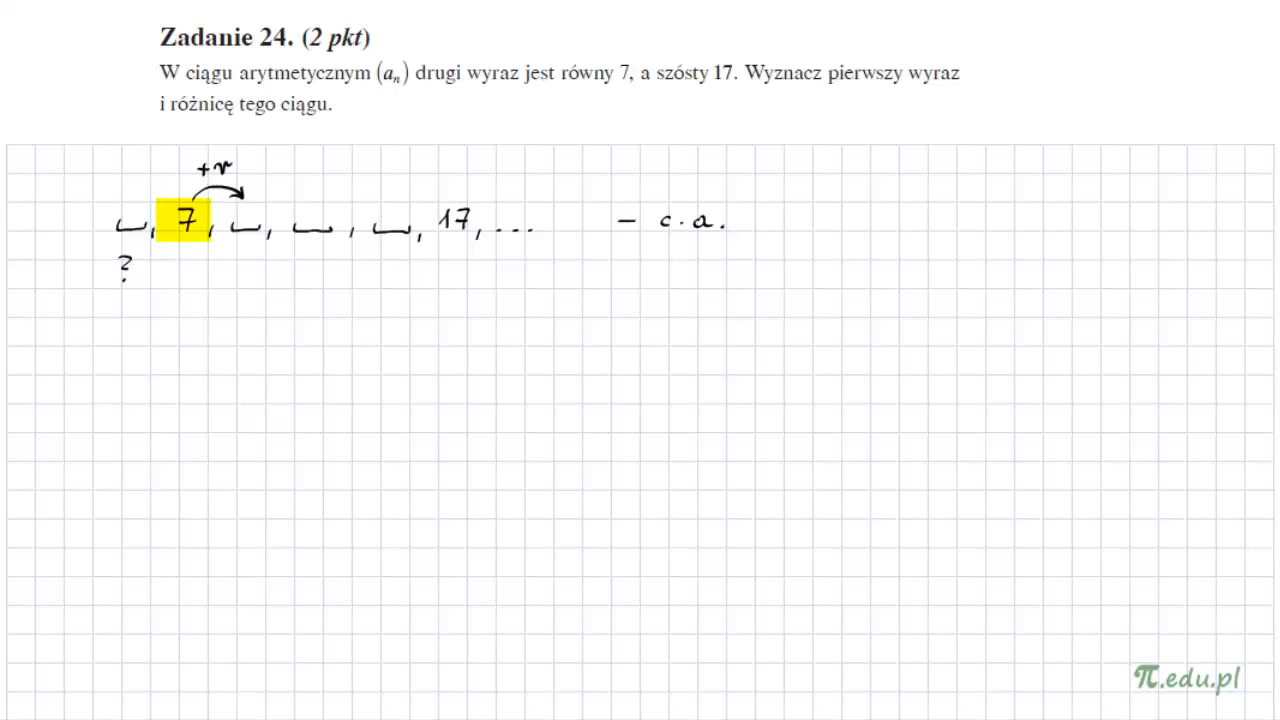 Zadanie 24. (2 pkt)
W ciągu arytmetycznym (aₙ) drugi wyraz jest równy 7, a szósty 17. Wyznacz pierwszy wyraz
i różnicę tego ciągu.
+r
_, 7, _, _, _, 17, ... - c.a.
?
π.edu.pl